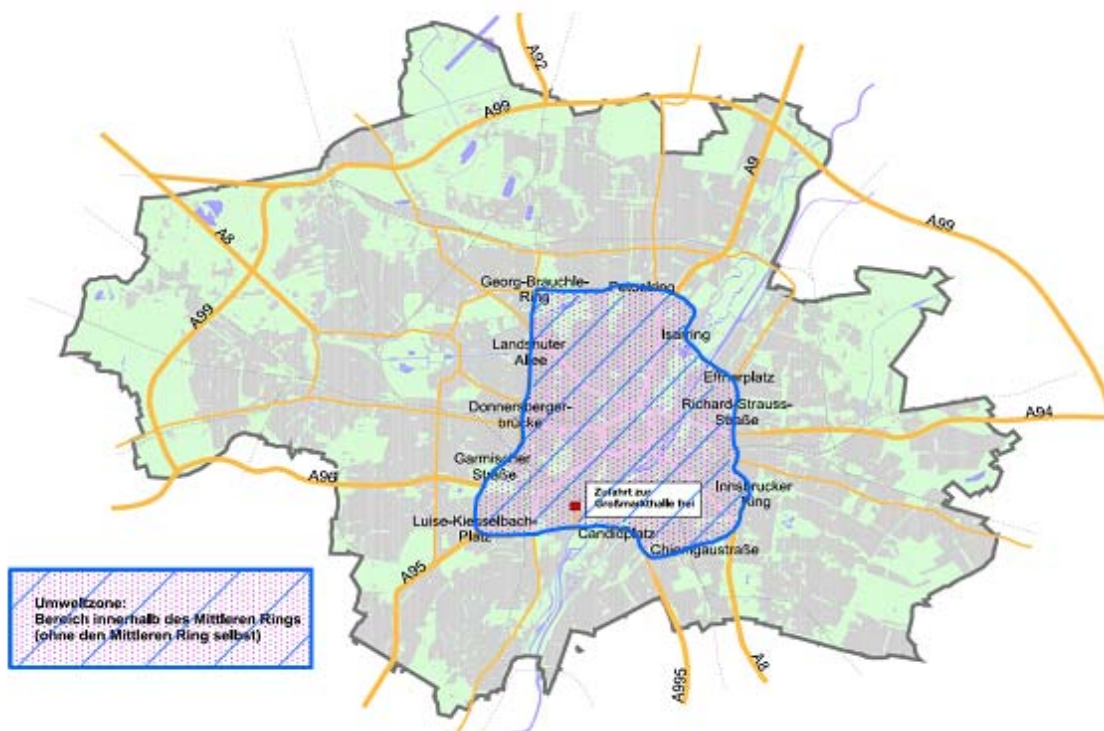 A92
A99
A9
A8
A99
A99
Georg-Brauchle-
Ring
Petuelring
Isarring
Landshuter
Allee
Effnerplatz
Richard-Strauss-
Straße
Donnersberger-
brücke
A94
Garmischer
Straße
A96
Zufahrt zur
Großmarkthalle frei
Innsbrucker
Ring
Luise-Kiesselbach-
Platz
Candidplatz
Chiemgaustraße
A95
A8
A995
Umweltzone:
Bereich innerhalb des Mittleren Rings
(ohne den Mittleren Ring selbst)